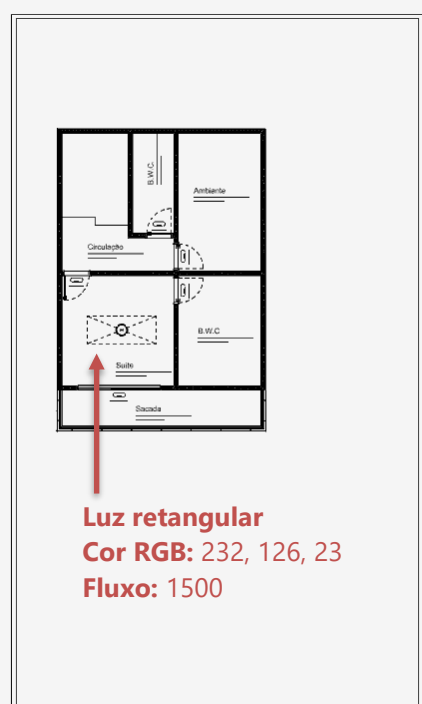 B.W.C.
Ambiente
Circulação
B.W.C
Suíte
Sacada
Luz retangular
Cor RGB: 232, 126, 23
Fluxo: 1500